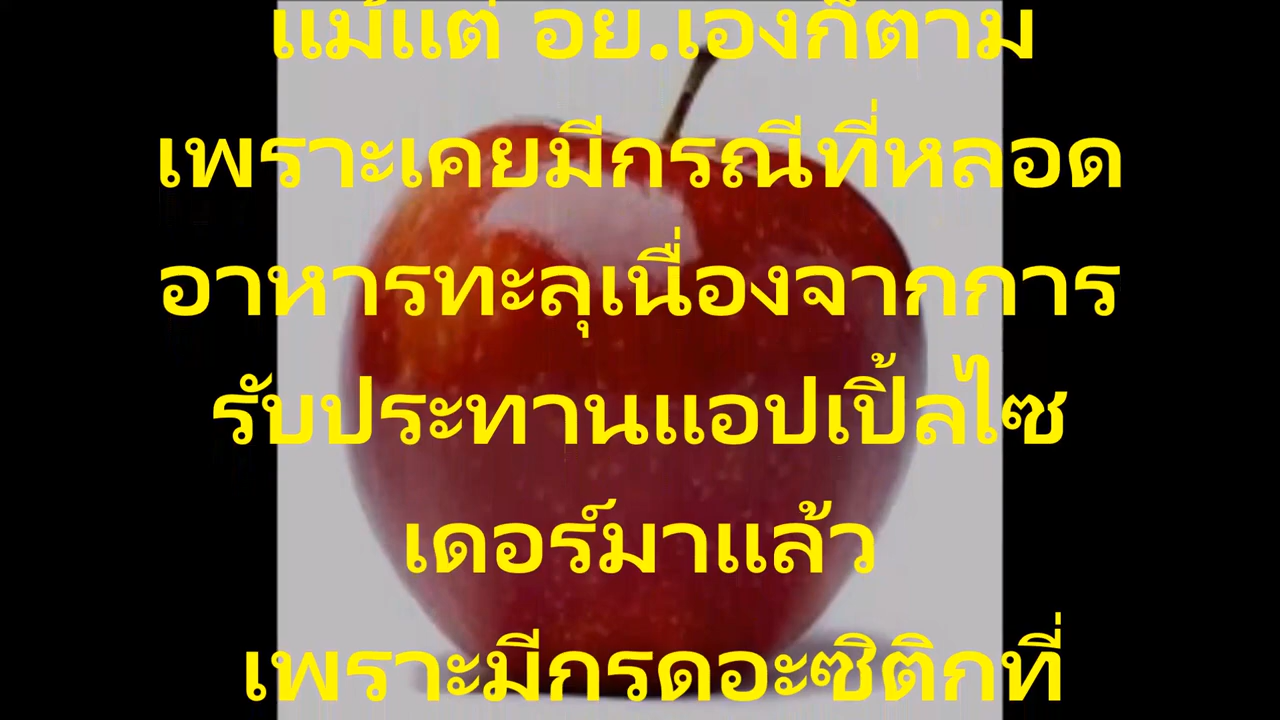 แม้แต่ อย.เองก็ตาม
เพราะเคยมีกรณีที่หลอด
อาหารทะลุเนื่องจากการ
รับประทานแอปเปิ้ลไซ
เดอร์มาแล้ว
เพราะมีกรดอะซิติกที่